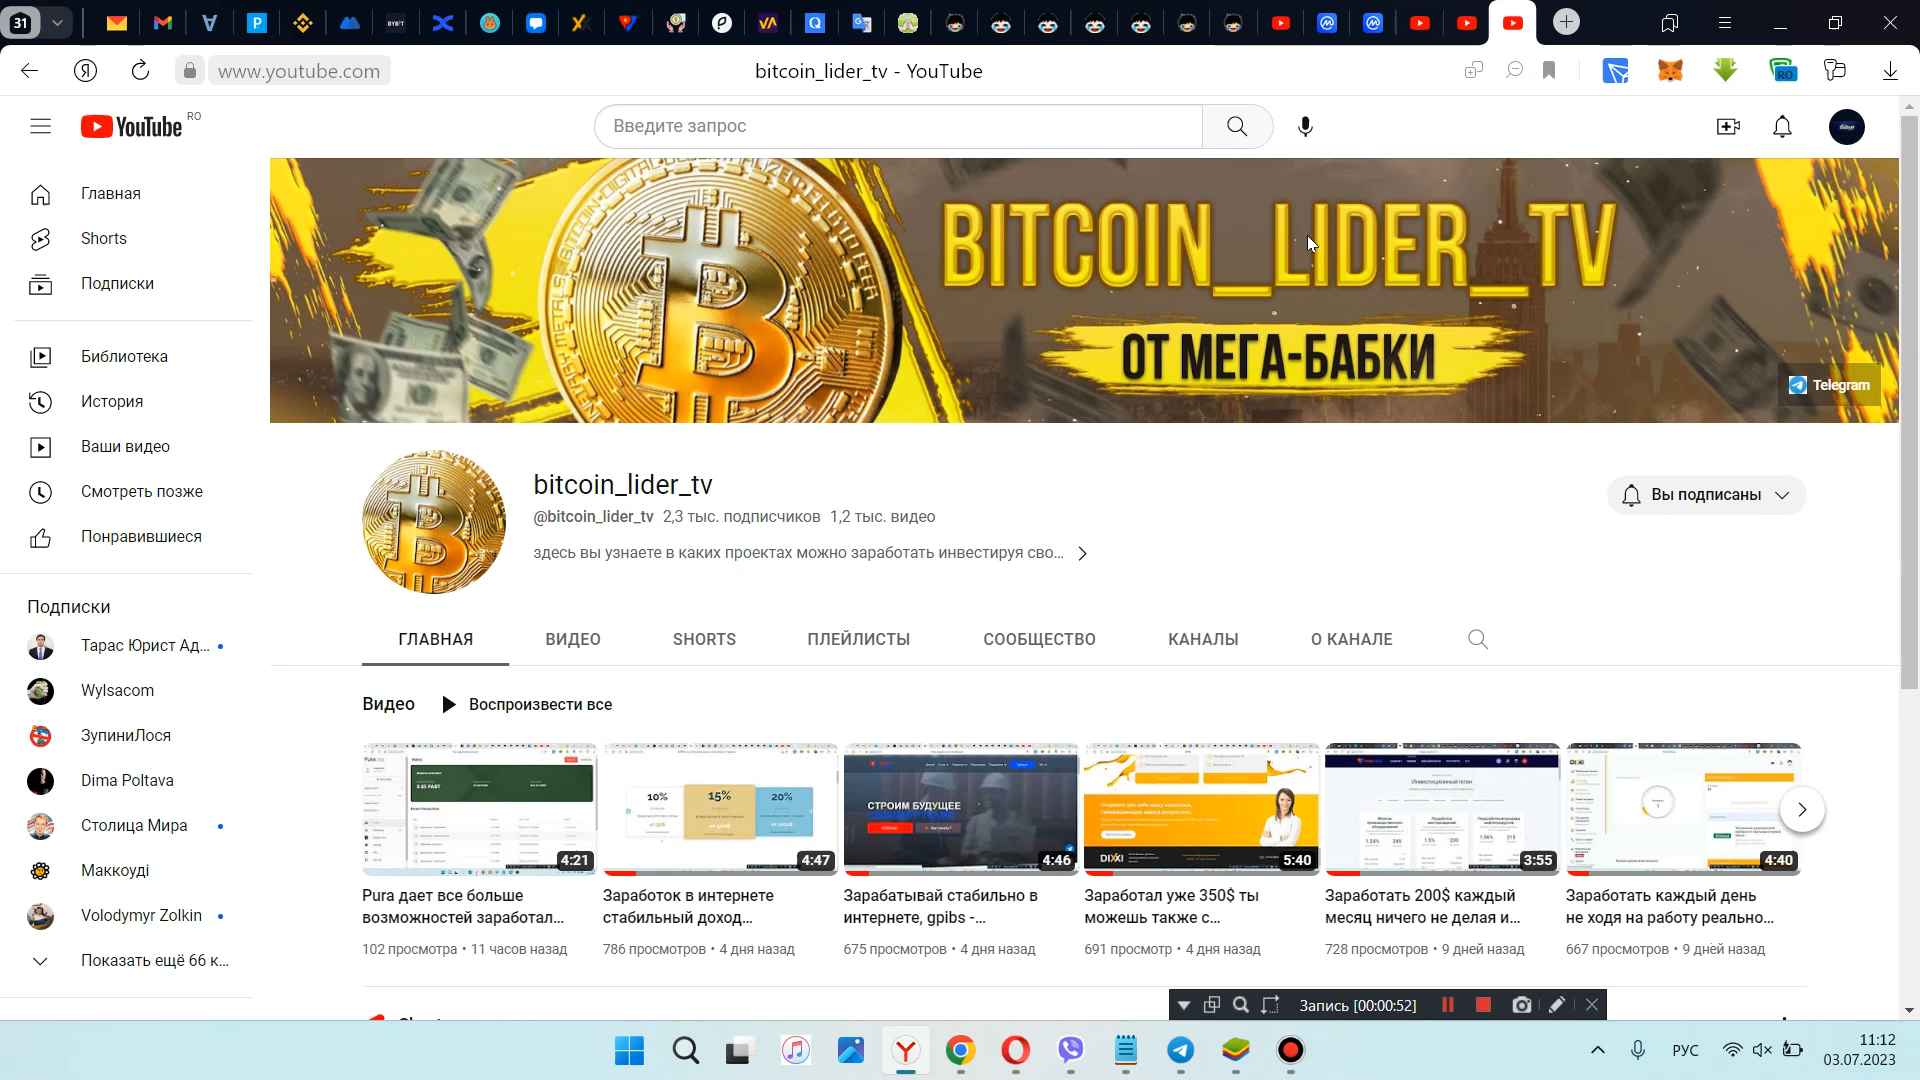 31
www.youtube.com
bitcoin_lider_tv - YouTube
YouTube RO
Введите запрос
Главная
Shorts
Подписки
Библиотека
История
Ваши видео
Смотреть позже
Понравившиеся
Подписки
Тарас Юрист Ад...
Wylsacom
ЗупиниЛося
Dima Poltava
Столица Мира
Маккоуді
Volodymyr Zolkin
Показать ещё 66 к...
BITCOIN_LIDER_TV
ОТ МЕГА-БАБКИ
Telegram
bitcoin_lider_tv
@bitcoin_lider_tv 2,3 тыс. подписчиков 1,2 тыс. видео
здесь вы узнаете в каких проектах можно заработать инвестируя сво...
Вы подписаны
ГЛАВНАЯ ВИДЕО SHORTS ПЛЕЙЛИСТЫ СООБЩЕСТВО КАНАЛЫ О КАНАЛЕ
Видео Воспроизвести все
4:21
10% 15% 20%
4:47
СТРОИМ БУДУЩЕЕ
4:46
DIXXI
5:40
3:55
4:40
Pura дает все больше
возможностей заработал...
102 просмотра • 11 часов назад
Заработок в интернете
стабильный доход...
786 просмотров • 4 дня назад
Зарабатывай стабильно в
интернете, gpibs -...
675 просмотров • 4 дня назад
Заработал уже 350$ ты
можешь также с...
691 просмотр • 4 дня назад
Заработать 200$ каждый
месяц ничего не делая и...
728 просмотров • 9 дней назад
Заработать каждый день
не ходя на работу реально...
667 просмотров • 9 дней назад
Запись [00:00:52]
РУС
11:12
03.07.2023